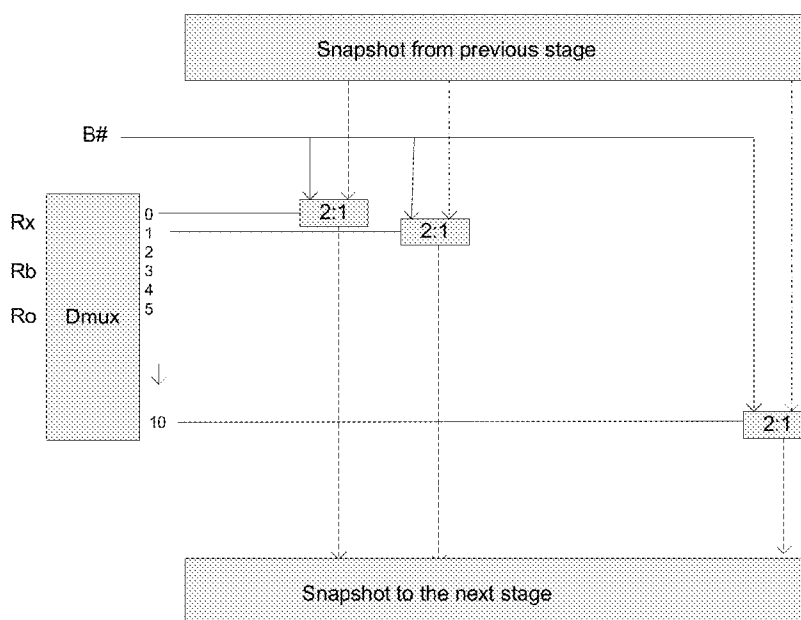 Snapshot from previous stage
B#
0
2:1
Rx
1
2:1
2
Rb
3
4
Ro
Dmux
5
10
2:1
Snapshot to the next stage